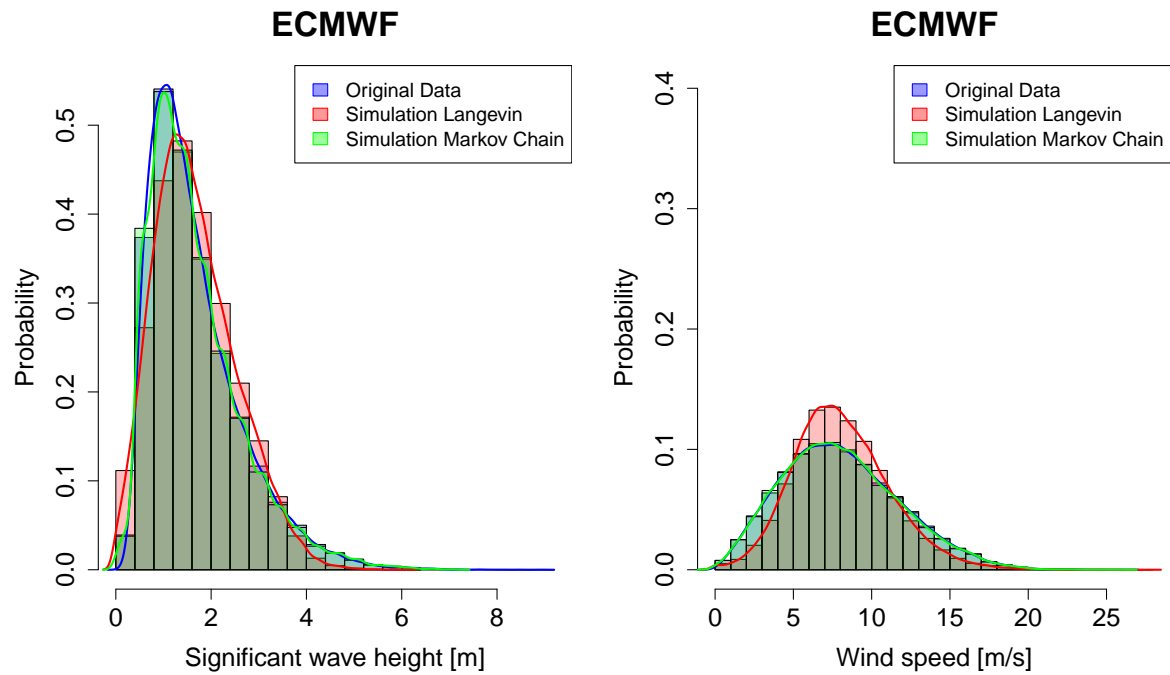 ECMWF
Original Data
Simulation Langevin
Simulation Markov Chain
0.5
0.4
0.3
0.2
0.1
0.0
Probability
0
2
4
6
8
Significant wave height [m]
ECMWF
Original Data
Simulation Langevin
Simulation Markov Chain
0.4
0.3
0.2
0.1
0.0
Probability
0
5
10
15
20
25
Wind speed [m/s]